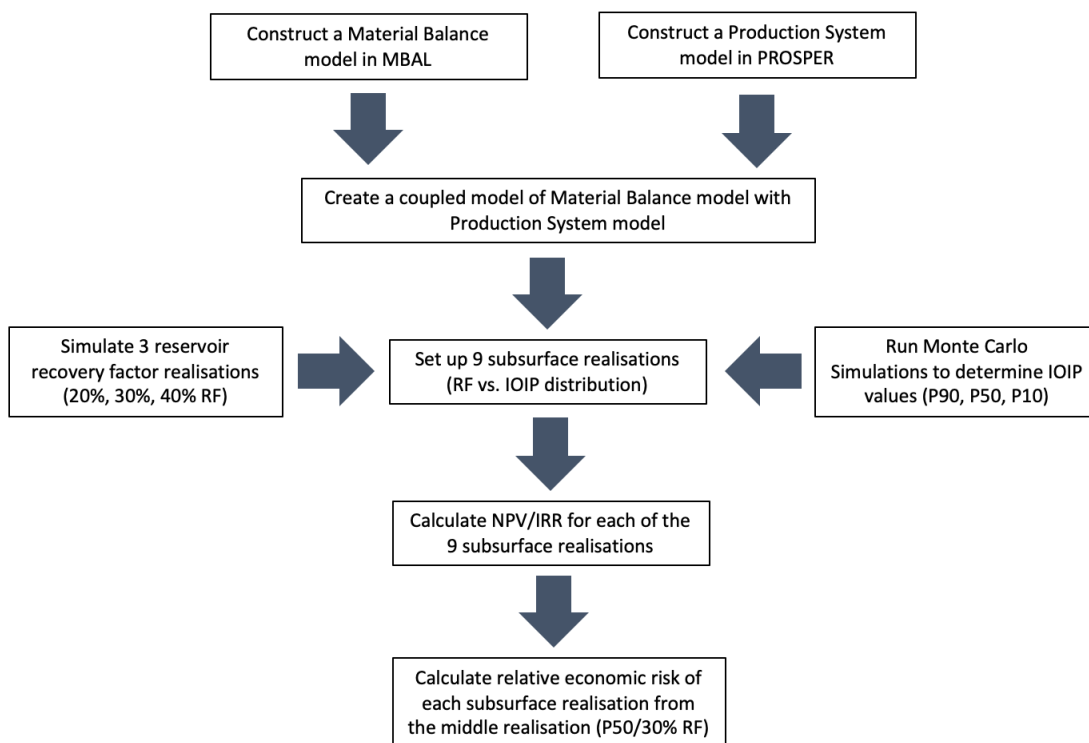 Construct a Material Balance
model in MBAL
Construct a Production System
model in PROSPER
Create a coupled model of Material Balance model with
Production System model
Simulate 3 reservoir
recovery factor realisations
(20%, 30%, 40% RF)
Set up 9 subsurface realisations
(RF vs. IOIP distribution)
Run Monte Carlo
Simulations to determine IOIP
values (P90, P50, P10)
Calculate NPV/IRR for each of the
9 subsurface realisations
Calculate relative economic risk of
each subsurface realisation from
the middle realisation (P50/30% RF)